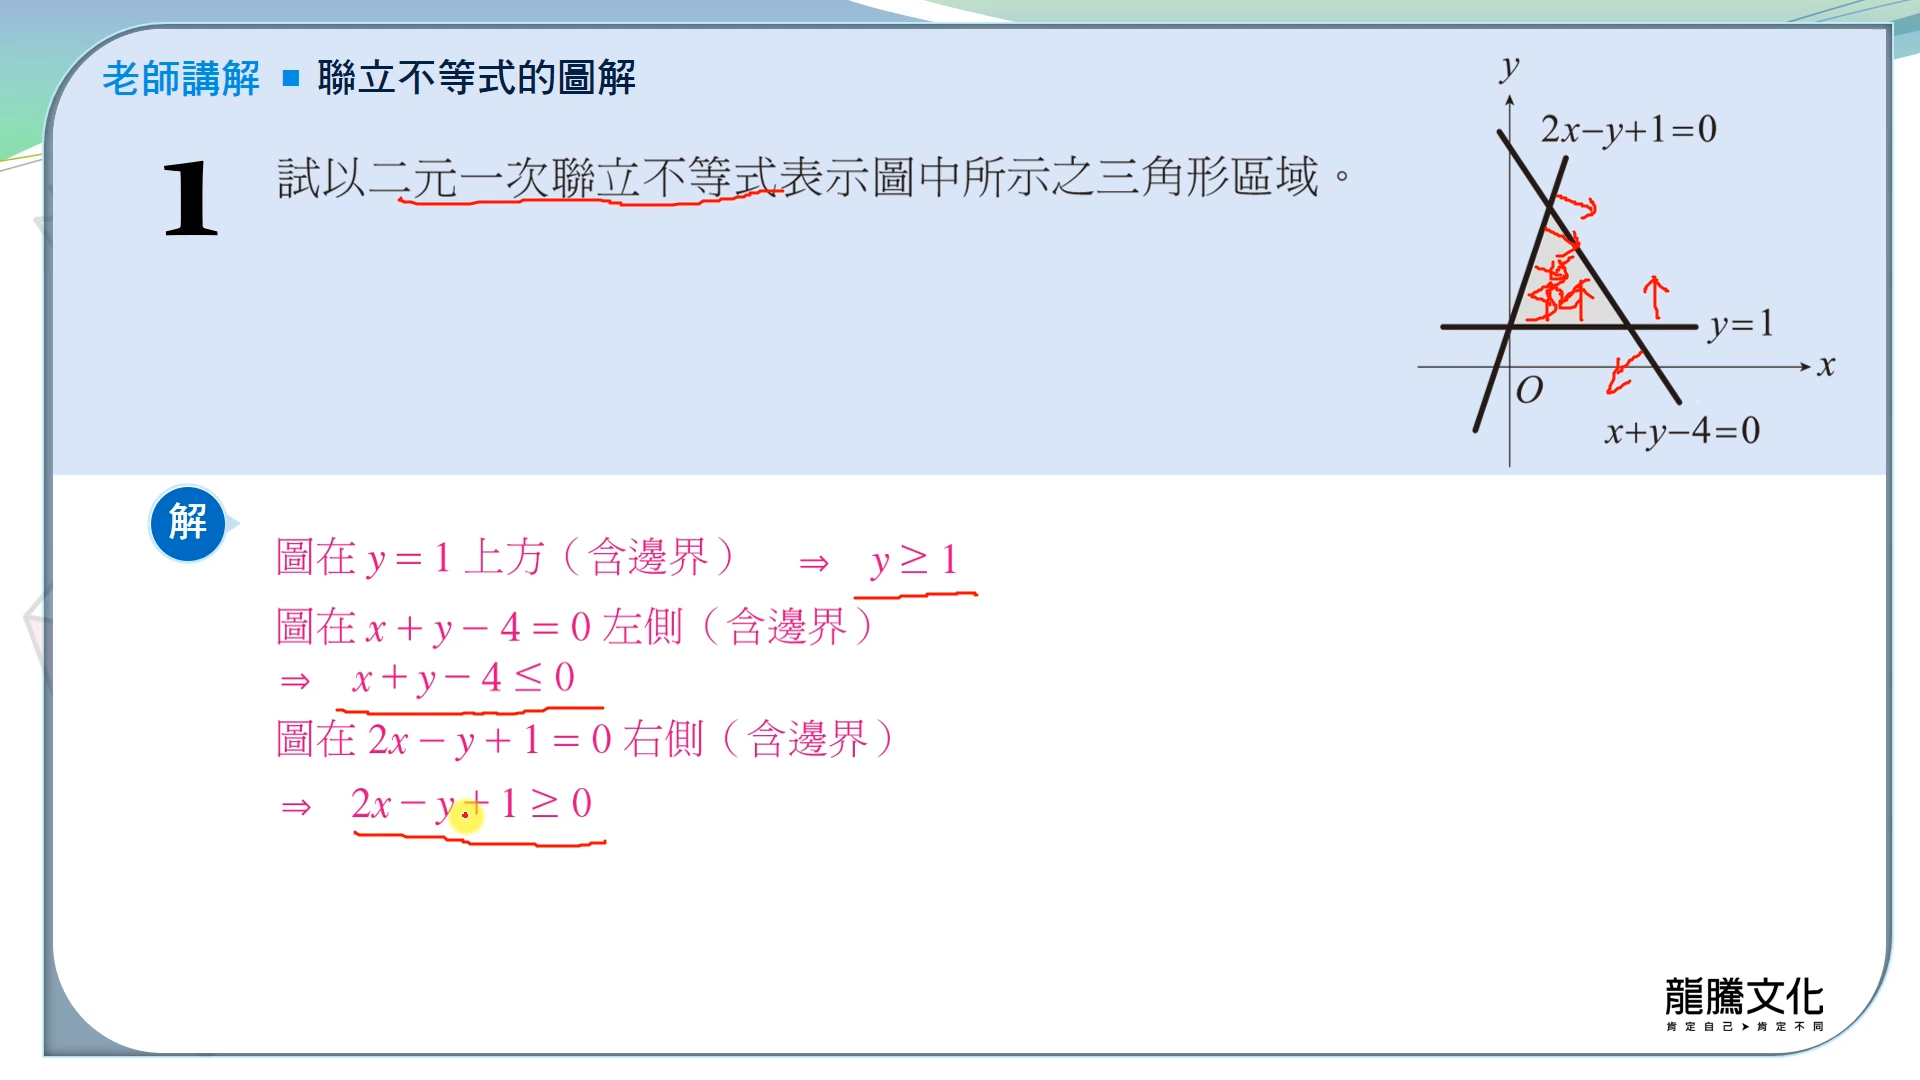 老師講解 ■ 聯立不等式的圖解
1 試以二元一次聯立不等式表示圖中所示之三角形區域。
y
2x−y+1=0
y=1
x
O
x+y−4=0
解
圖在 y = 1 上方（含邊界） ⇒ y ≥ 1
圖在 x + y − 4 = 0 左側（含邊界）
⇒ x + y − 4 ≤ 0
圖在 2x − y + 1 = 0 右側（含邊界）
⇒ 2x − y + 1 ≥ 0
龍騰文化
肯定自己➤肯定不同